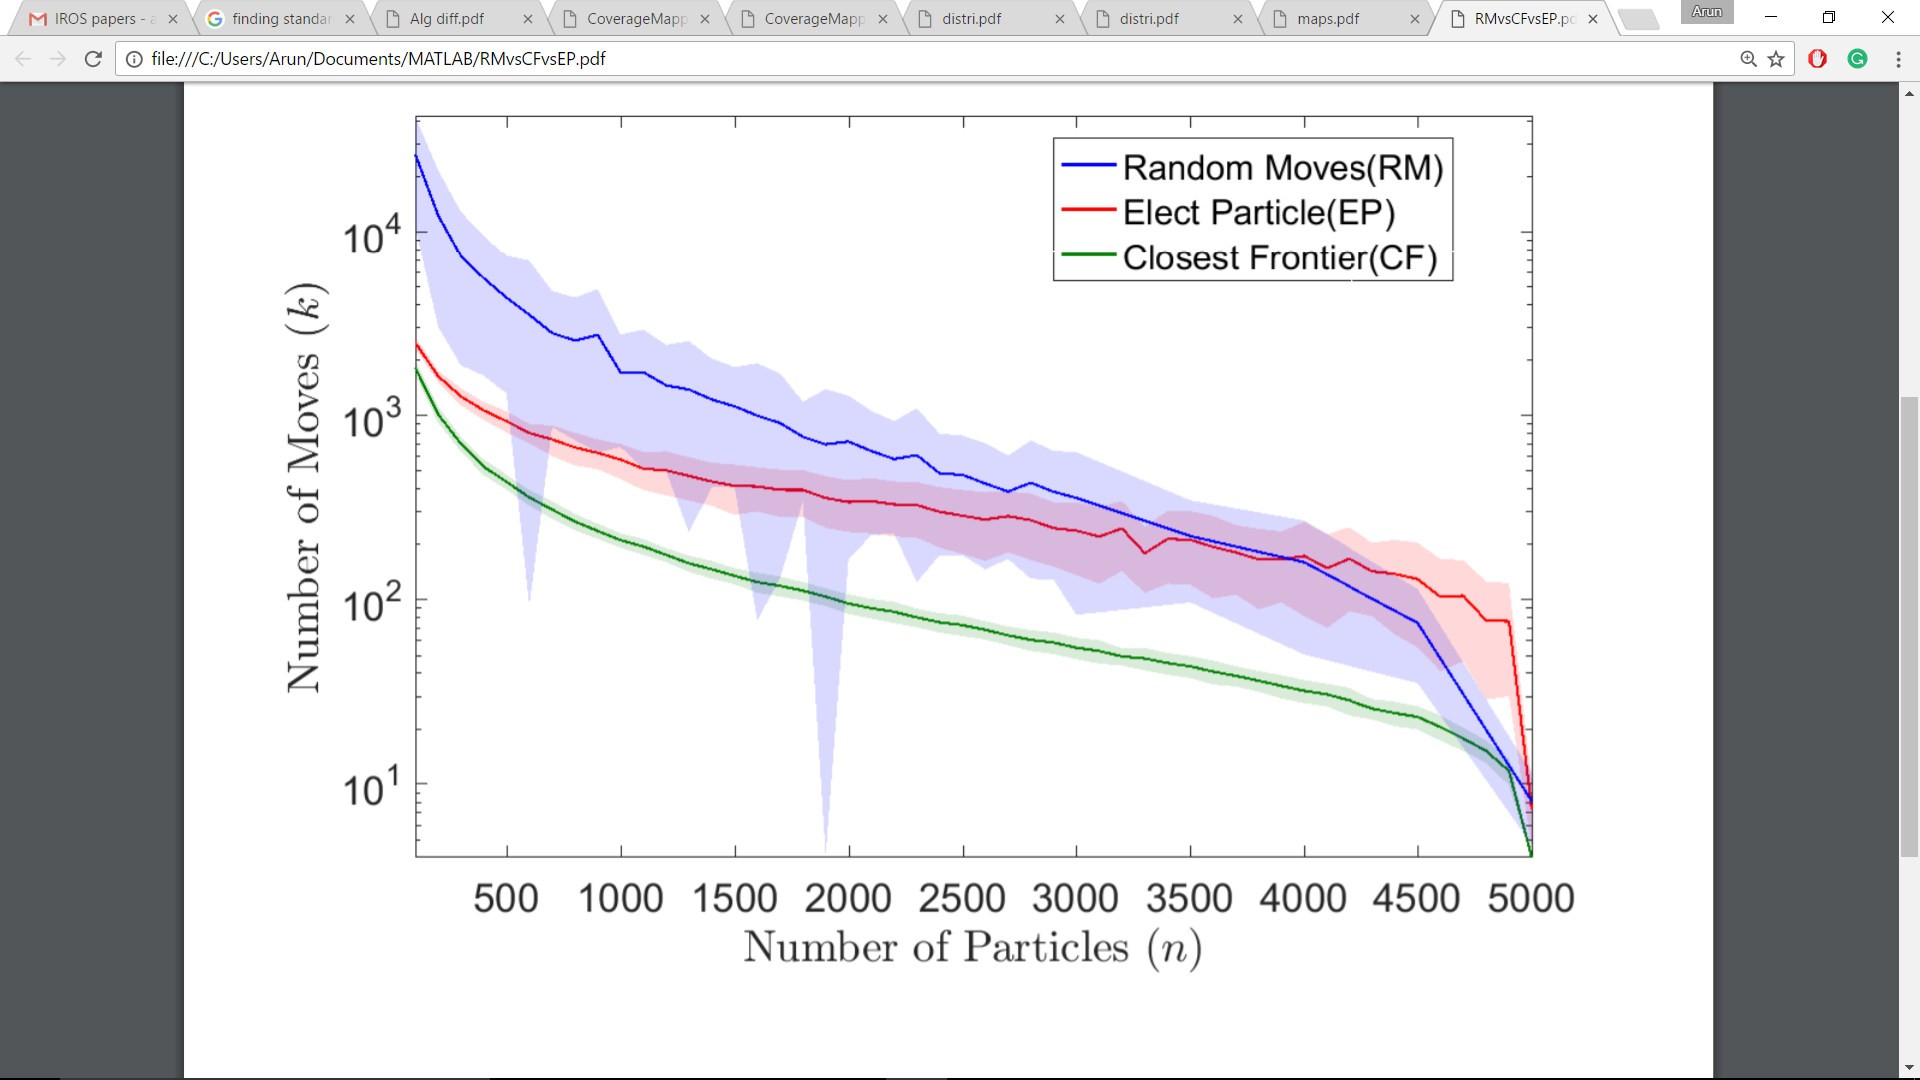 IROS papers - a
finding standar
Alg diff.pdf
CoverageMapp
CoverageMapp
distri.pdf
distri.pdf
maps.pdf
RMvsCFvsEP.pd
Arun
file:///C:/Users/Arun/Documents/MATLAB/RMvsCFvsEP.pdf
Random Moves(RM)
Elect Particle(EP)
Closest Frontier(CF)
10^4
10^3
10^2
10^1
Number of Moves (k)
500 1000 1500 2000 2500 3000 3500 4000 4500 5000
Number of Particles (n)